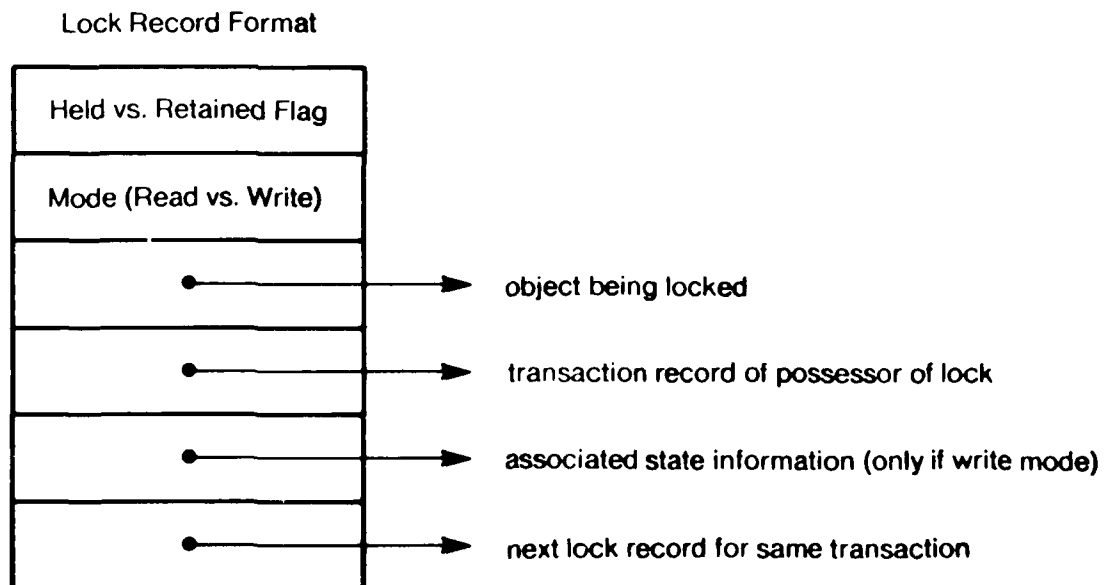 Lock Record Format
Held vs. Retained Flag
Mode (Read vs. Write)
object being locked
transaction record of possessor of lock
associated state information (only if write mode)
next lock record for same transaction